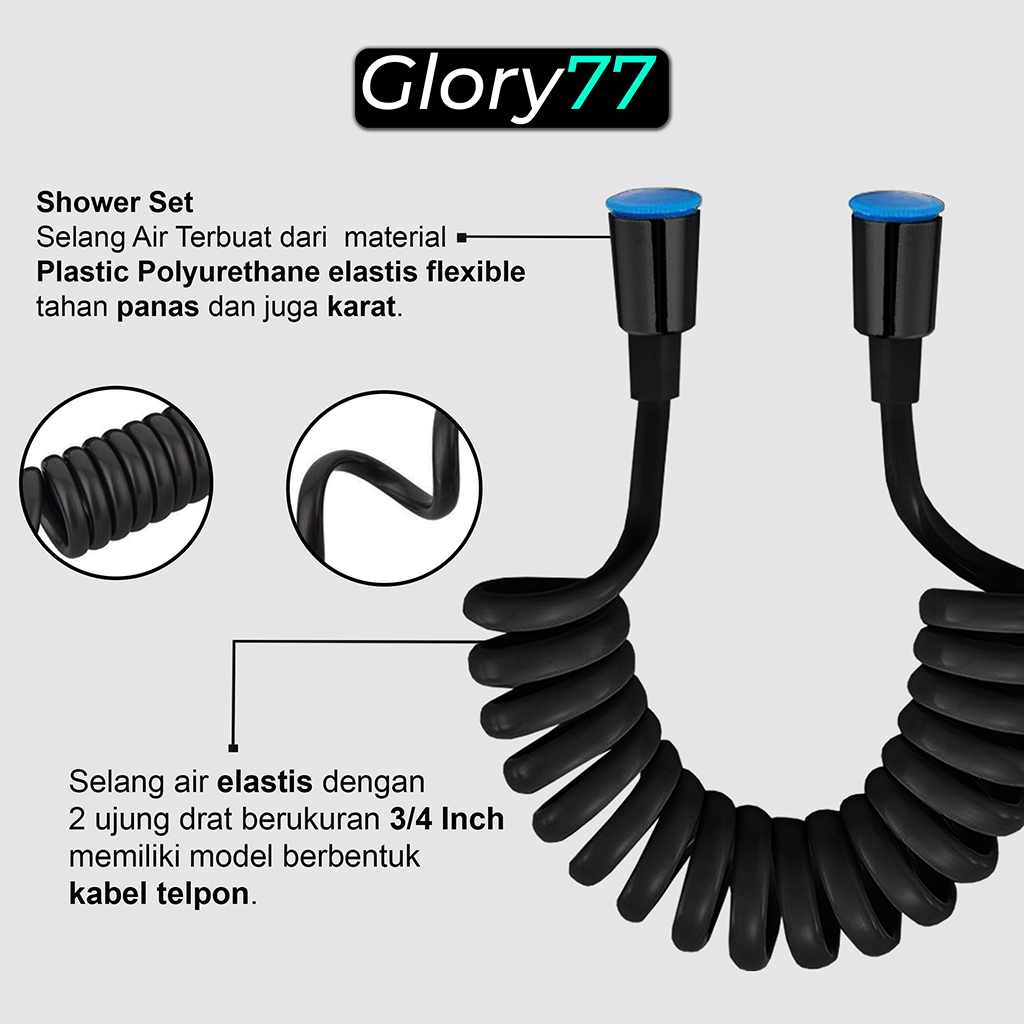 Glory77
Shower Set
Selang Air Terbuat dari material
Plastic Polyurethane elastis flexible
tahan panas dan juga karat.
Selang air elastis dengan
2 ujung drat berukuran 3/4 Inch
memiliki model berbentuk
kabel telpon.